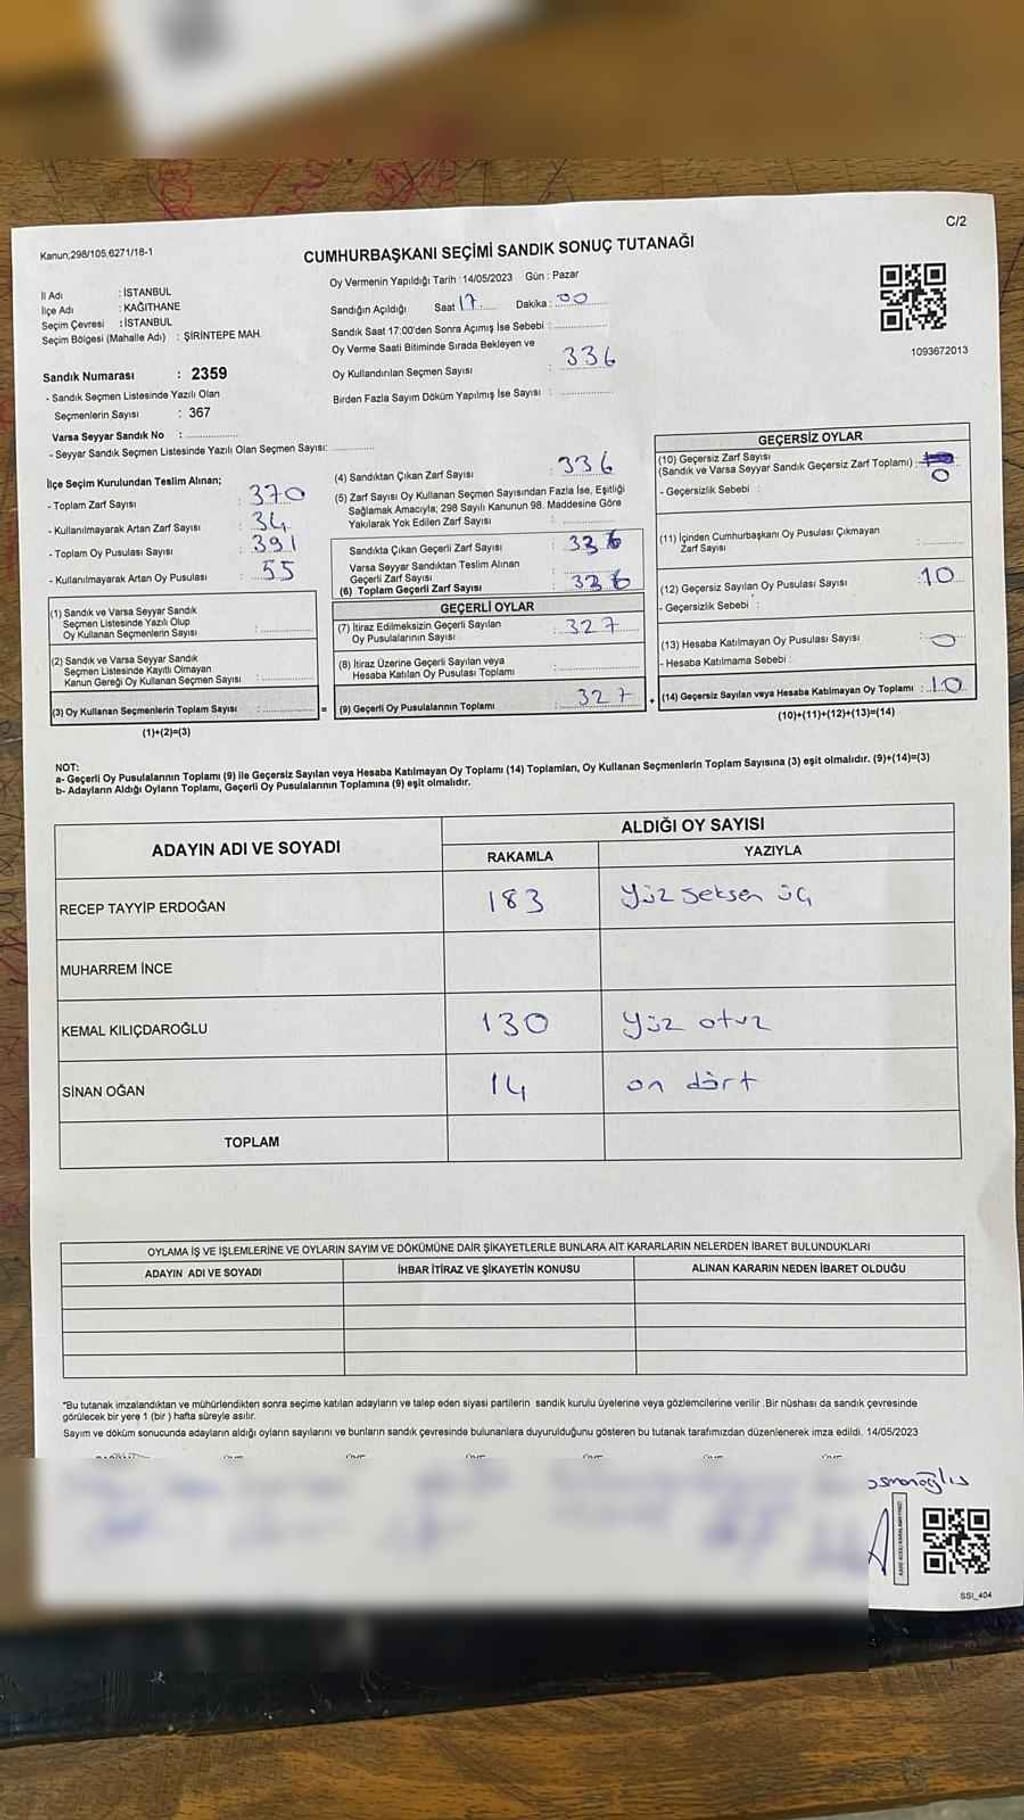 C/2
Kanun;298/105,6271/18-1
CUMHURBAŞKANI SEÇİMİ SANDIK SONUÇ TUTANAĞI
Oy Vermenin Yapıldığı Tarih : 14/05/2023 Gün : Pazar
İl Adı : İSTANBUL
İlçe Adı : KAĞITHANE
Seçim Çevresi : İSTANBUL
Seçim Bölgesi (Mahalle Adı) : ŞİRİNTEPE MAH.
Sandığın Açıldığı Saat 17 Dakika : 00
Sandık Saat 17:00'den Sonra Açımış İse Sebebi :
Oy Verme Saati Bitiminde Sırada Bekleyen ve
Oy Kullandırılan Seçmen Sayısı : 336
Birden Fazla Sayım Döküm Yapılmış İse Sayısı :
1093672013
Sandık Numarası : 2359
- Sandık Seçmen Listesinde Yazılı Olan
Seçmenlerin Sayısı : 367
Varsa Seyyar Sandık No :
- Seyyar Sandık Seçmen Listesinde Yazılı Olan Seçmen Sayısı:
İlçe Seçim Kurulundan Teslim Alınan;
- Toplam Zarf Sayısı : 370
- Kullanılmayarak Artan Zarf Sayısı : 34
- Toplam Oy Pusulası Sayısı : 391
- Kullanılmayarak Artan Oy Pusulası : 55
(1) Sandık ve Varsa Seyyar Sandık
Seçmen Listesinde Yazılı Olup
Oy Kullanan Seçmenlerin Sayısı :
(2) Sandık ve Varsa Seyyar Sandık
Seçmen Listesinde Kayıtlı Olmayan
Kanun Gereği Oy Kullanan Seçmen Sayısı :
(3) Oy Kullanan Seçmenlerin Toplam Sayısı :
(1)+(2)=(3)
=
(4) Sandıktan Çıkan Zarf Sayısı : 336
(5) Zarf Sayısı Oy Kullanan Seçmen Sayısından Fazla İse, Eşitliği
Sağlamak Amacıyla; 298 Sayılı Kanunun 98. Maddesine Göre
Yakılarak Yok Edilen Zarf Sayısı :
Sandıkta Çıkan Geçerli Zarf Sayısı : 336
Varsa Seyyar Sandıktan Teslim Alınan
Geçerli Zarf Sayısı
(6) Toplam Geçerli Zarf Sayısı : 336
GEÇERLİ OYLAR
(7) İtiraz Edilmeksizin Geçerli Sayılan
Oy Pusulalarının Sayısı : 327
(8) İtiraz Üzerine Geçerli Sayılan veya
Hesaba Katılan Oy Pusulası Toplamı :
(9) Geçerli Oy Pusulalarının Toplamı : 327
+
GEÇERSİZ OYLAR
(10) Geçersiz Zarf Sayısı
(Sandık ve Varsa Seyyar Sandık Geçersiz Zarf Toplamı) : 0
- Geçersizlik Sebebi :
(11) İçinden Cumhurbaşkanı Oy Pusulası Çıkmayan
Zarf Sayısı :
(12) Geçersiz Sayılan Oy Pusulası Sayısı : 10
- Geçersizlik Sebebi :
(13) Hesaba Katılmayan Oy Pusulası Sayısı : 0
- Hesaba Katılmama Sebebi :
(14) Geçersiz Sayılan veya Hesaba Katılmayan Oy Toplamı : 10
(10)+(11)+(12)+(13)=(14)
NOT:
a- Geçerli Oy Pusulalarının Toplamı (9) ile Geçersiz Sayılan veya Hesaba Katılmayan Oy Toplamı (14) Toplamları, Oy Kullanan Seçmenlerin Toplam Sayısına (3) eşit olmalıdır. (9)+(14)=(3)
b- Adayların Aldığı Oyların Toplamı, Geçerli Oy Pusulalarının Toplamına (9) eşit olmalıdır.
ADAYIN ADI VE SOYADI
ALDIĞI OY SAYISI
RAKAMLA YAZIYLA
RECEP TAYYİP ERDOĞAN 183 Yüz seksen üç
MUHARREM İNCE
KEMAL KILIÇDAROĞLU 130 Yüz otuz
SİNAN OĞAN 14 on dört
TOPLAM
OYLAMA İŞ VE İŞLEMLERİNE VE OYLARIN SAYIM VE DÖKÜMÜNE DAİR ŞİKAYETLERLE BUNLARA AİT KARARLARIN NELERDEN İBARET BULUNDUKLARI
ADAYIN ADI VE SOYADI İHBAR İTİRAZ VE ŞİKAYETİN KONUSU ALINAN KARARIN NEDEN İBARET OLDUĞU
"Bu tutanak imzalandıktan ve mühürlendikten sonra seçime katılan adayların ve talep eden siyasi partilerin sandık kurulu üyelerine veya gözlemcilerine verilir .Bir nüshası da sandık çevresinde
görülecek bir yere 1 (bir ) hafta süreyle asılır.
Sayım ve döküm sonucunda adayların aldığı oyların sayılarını ve bunların sandık çevresinde bulunanlara duyurulduğunu gösteren bu tutanak tarafımızdan düzenlenerek imza edildi. 14/05/2023
SSI_404